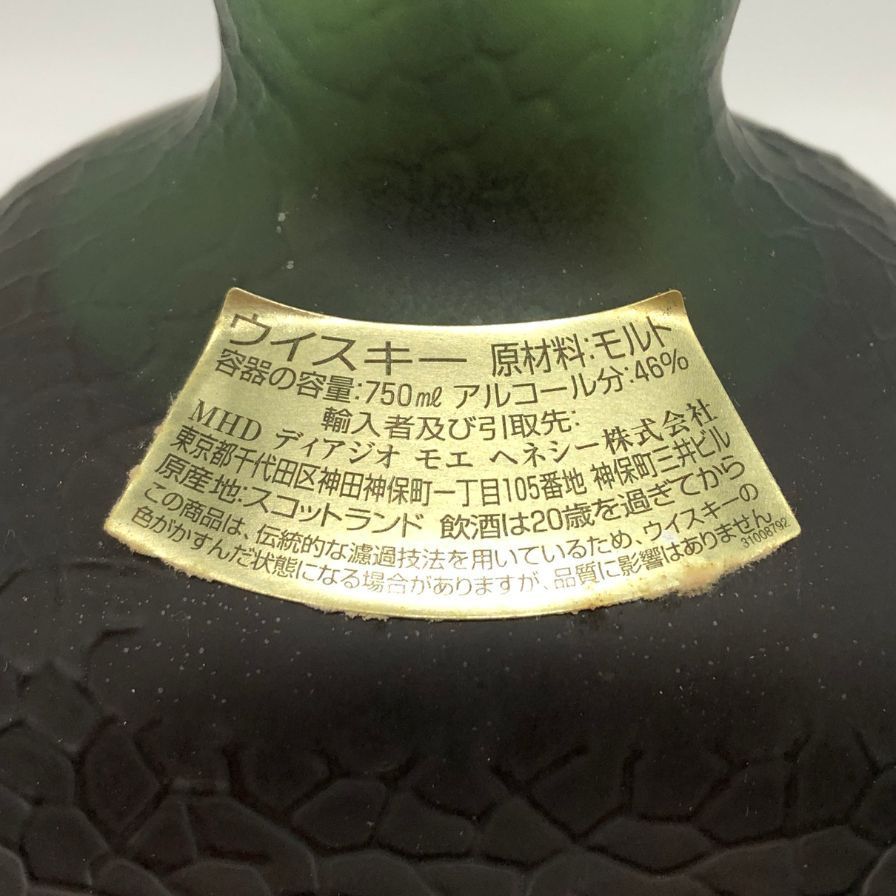 ウイスキー 原材料:モルト
容器の容量:750㎖ アルコール分:46%
輸入者及び引取先:
MHD ディアジオ モエ ヘネシー株式会社
東京都千代田区神田神保町一丁目105番地 神保町三井ビル
原産地:スコットランド 飲酒は20歳を過ぎてから
この商品は、伝統的な濾過技法を用いているため、ウイスキーの
色がかすんだ状態になる場合がありますが、品質に影響はありません
31008792